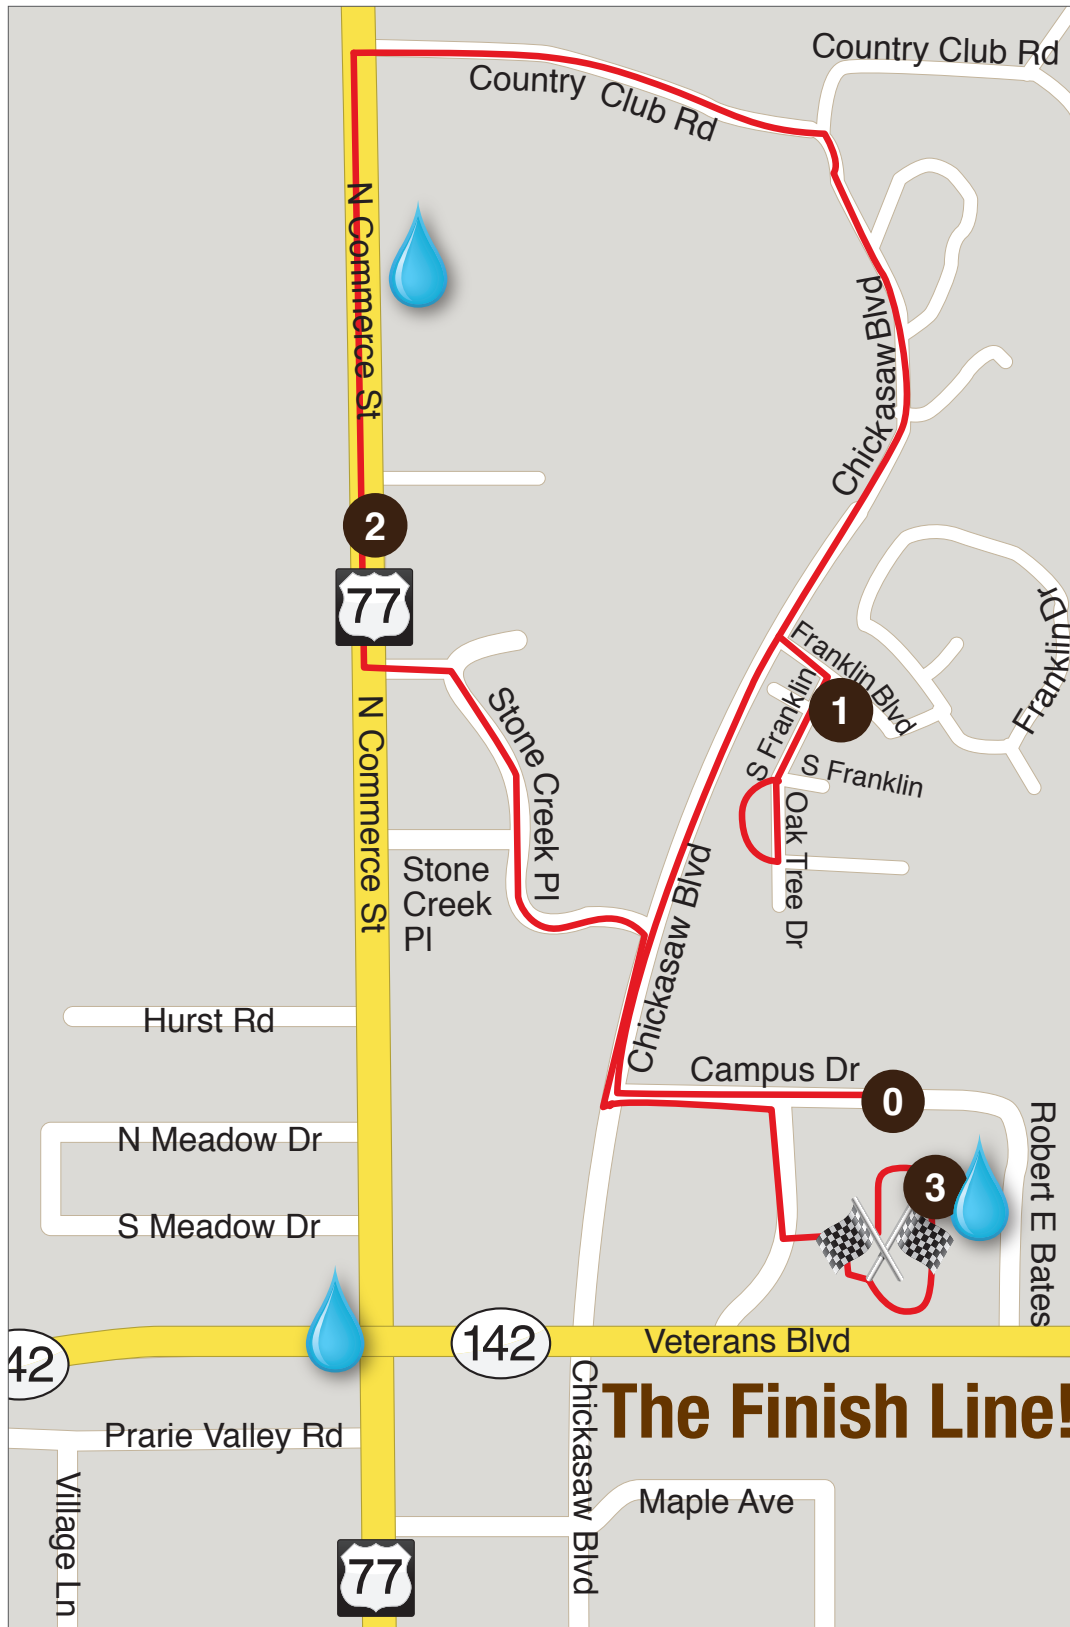 Country Club Rd
Country Club Rd
N Commerce St
Chickasaw Blvd
2
77
Franklin Dr
Franklin Blvd
S Franklin
1
S Franklin
Stone Creek Pl
N Commerce St
Oak Tree Dr
Stone
Creek
Pl
Chickasaw Blvd
Hurst Rd
Campus Dr
0
Robert E Bates
N Meadow Dr
3
S Meadow Dr
42
142
Veterans Blvd
The Finish Line!
Chickasaw Blvd
Prarie Valley Rd
Village Ln
Maple Ave
77